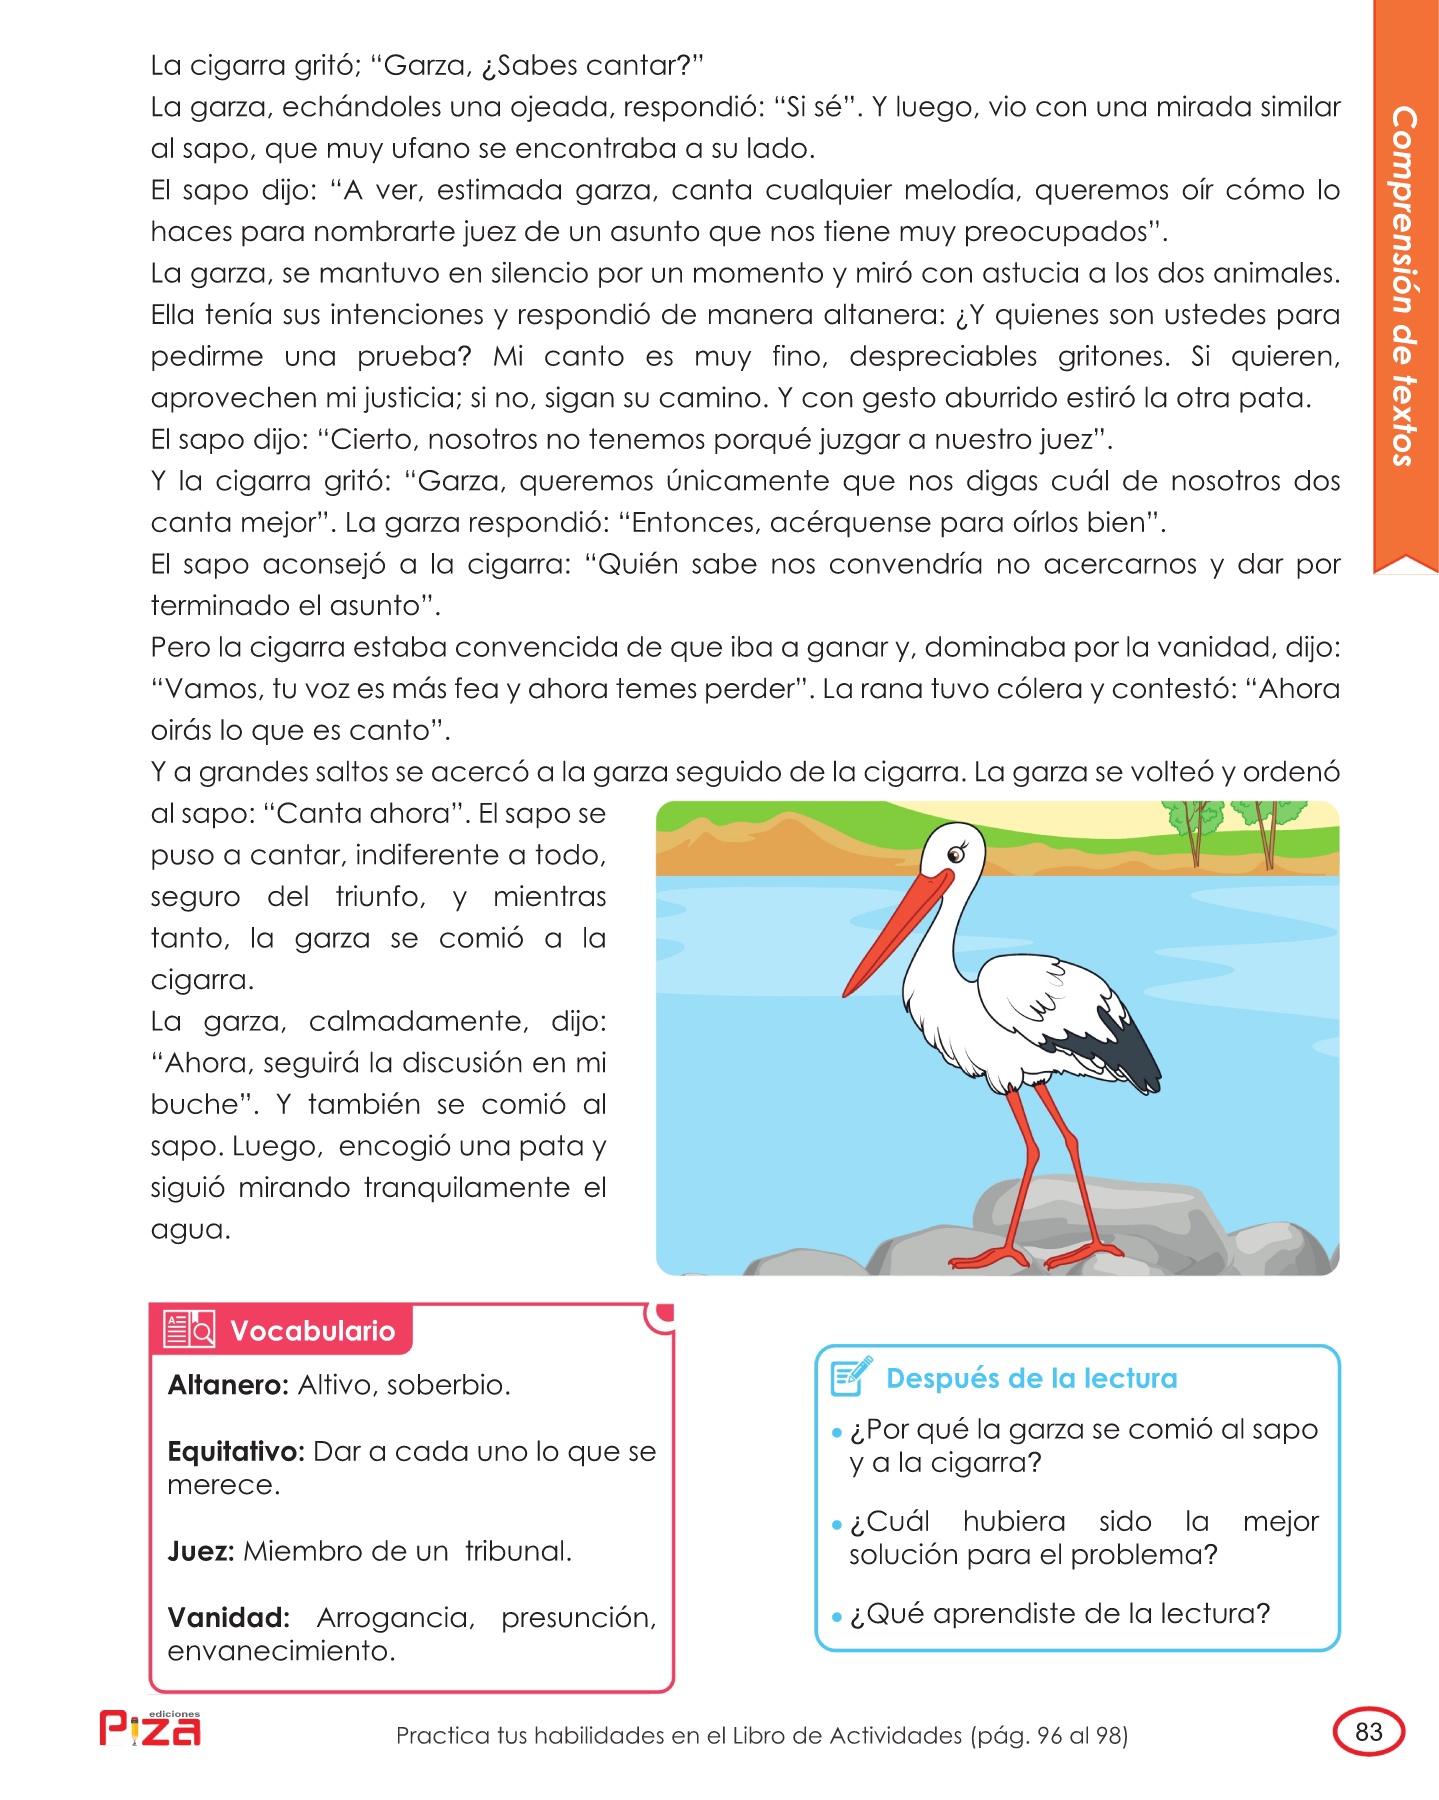 La cigarra gritó; “Garza, ¿Sabes cantar?”
La garza, echándoles una ojeada, respondió: “Si sé”. Y luego, vio con una mirada similar
al sapo, que muy ufano se encontraba a su lado.
El sapo dijo: “A ver, estimada garza, canta cualquier melodía, queremos oír cómo lo
haces para nombrarte juez de un asunto que nos tiene muy preocupados”.
La garza, se mantuvo en silencio por un momento y miró con astucia a los dos animales.
Ella tenía sus intenciones y respondió de manera altanera: ¿Y quienes son ustedes para
pedirme una prueba? Mi canto es muy fino, despreciables gritones. Si quieren,
aprovechen mi justicia; si no, sigan su camino. Y con gesto aburrido estiró la otra pata.
El sapo dijo: “Cierto, nosotros no tenemos porqué juzgar a nuestro juez”.
Y la cigarra gritó: “Garza, queremos únicamente que nos digas cuál de nosotros dos
canta mejor”. La garza respondió: “Entonces, acérquense para oírlos bien”.
El sapo aconsejó a la cigarra: “Quién sabe nos convendría no acercarnos y dar por
terminado el asunto”.
Pero la cigarra estaba convencida de que iba a ganar y, dominaba por la vanidad, dijo:
“Vamos, tu voz es más fea y ahora temes perder”. La rana tuvo cólera y contestó: “Ahora
oirás lo que es canto”.
Y a grandes saltos se acercó a la garza seguido de la cigarra. La garza se volteó y ordenó
al sapo: “Canta ahora”. El sapo se
puso a cantar, indiferente a todo,
seguro del triunfo, y mientras
tanto, la garza se comió a la
cigarra.
La garza, calmadamente, dijo:
“Ahora, seguirá la discusión en mi
buche”. Y también se comió al
sapo. Luego, encogió una pata y
siguió mirando tranquilamente el
agua.
Comprensión de textos
Vocabulario
Altanero: Altivo, soberbio.
Equitativo: Dar a cada uno lo que se
merece.
Juez: Miembro de un tribunal.
Vanidad: Arrogancia, presunción,
envanecimiento.
Después de la lectura
• ¿Por qué la garza se comió al sapo
y a la cigarra?
• ¿Cuál hubiera sido la mejor
solución para el problema?
• ¿Qué aprendiste de la lectura?
ediciones
PIZA
Practica tus habilidades en el Libro de Actividades (pág. 96 al 98)
83